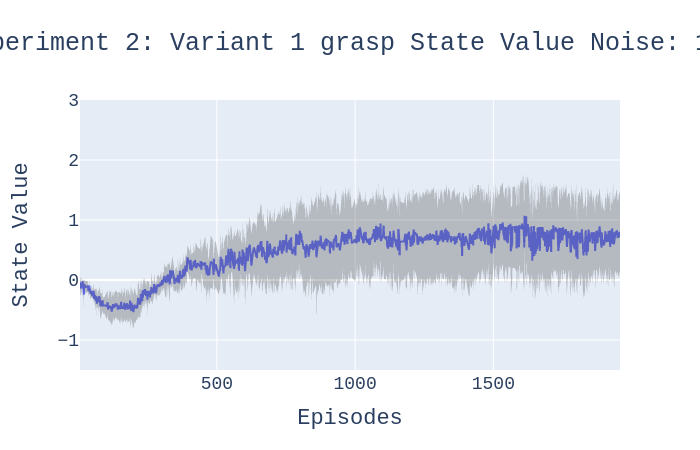 periment 2: Variant 1 grasp State Value Noise:
3
2
1
0
−1
State Value
500
1000
1500
Episodes